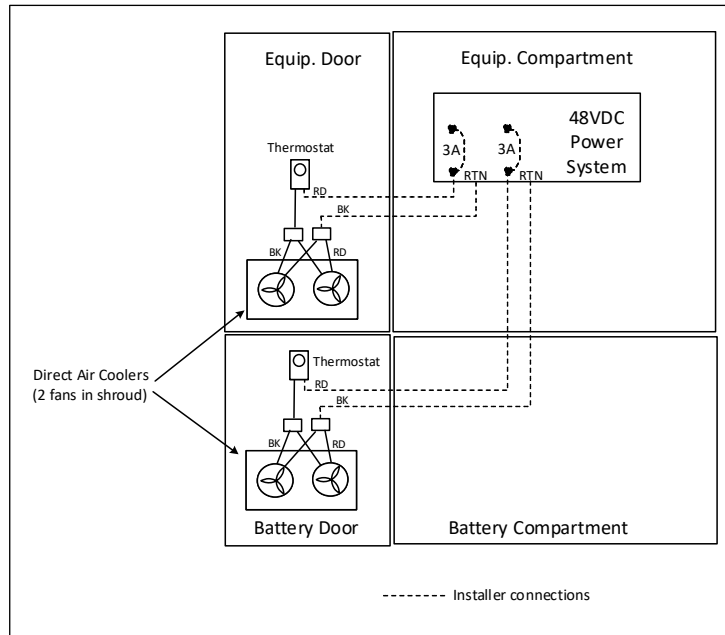 Equip. Door
Equip. Compartment
48VDC
Power
System
3A
3A
RTN
RTN
Thermostat
RD
BK
BK
RD
Direct Air Coolers
(2 fans in shroud)
Thermostat
RD
BK
BK
RD
Battery Door
Battery Compartment
Installer connections